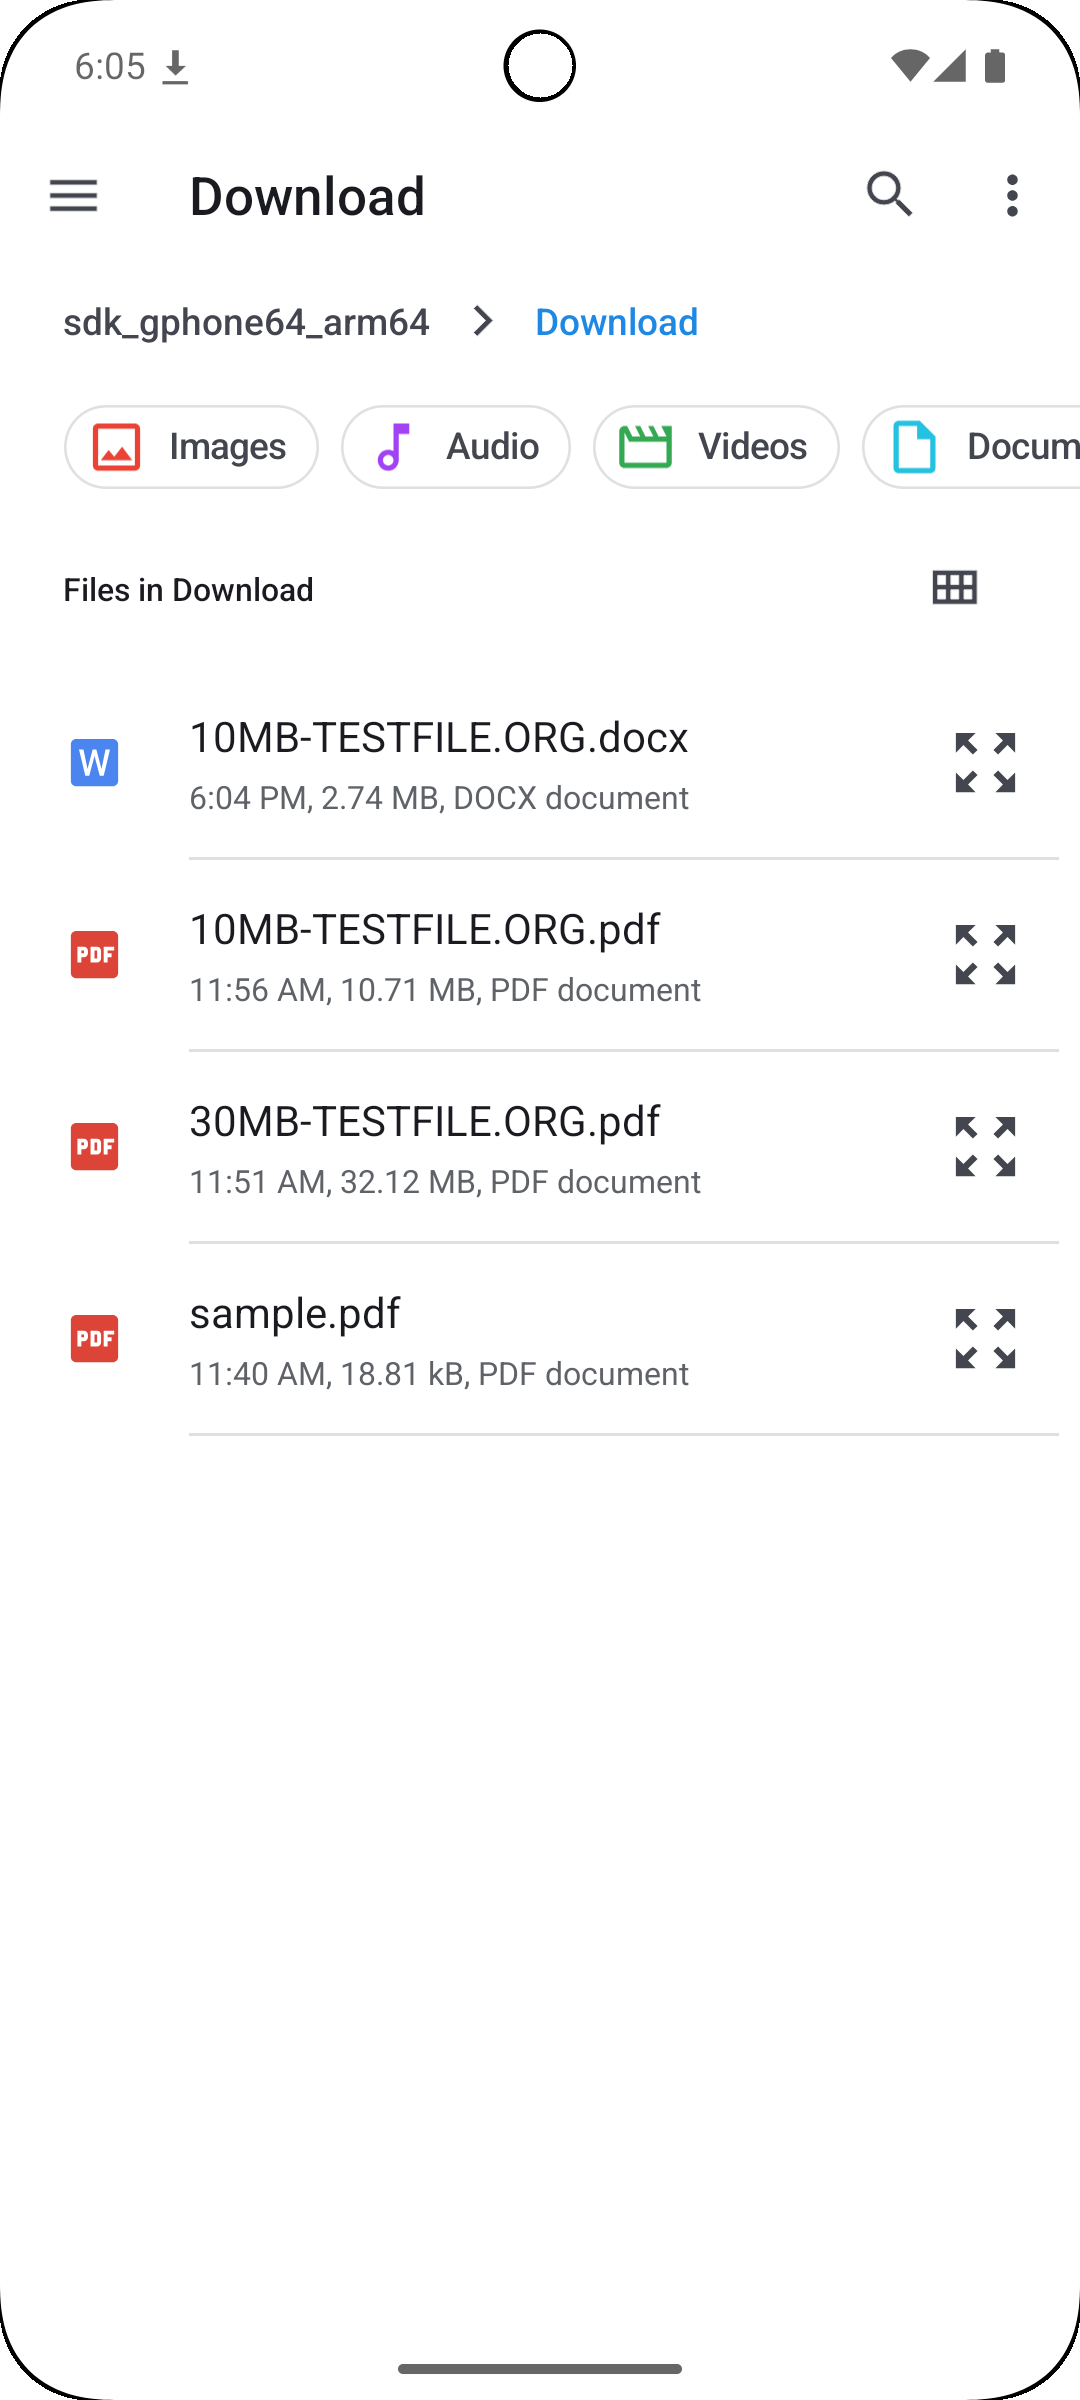 6:05
Download
sdk_gphone64_arm64 > Download
Images Audio Videos Docum
Files in Download
W
10MB-TESTFILE.ORG.docx
6:04 PM, 2.74 MB, DOCX document
PDF
10MB-TESTFILE.ORG.pdf
11:56 AM, 10.71 MB, PDF document
PDF
30MB-TESTFILE.ORG.pdf
11:51 AM, 32.12 MB, PDF document
PDF
sample.pdf
11:40 AM, 18.81 kB, PDF document